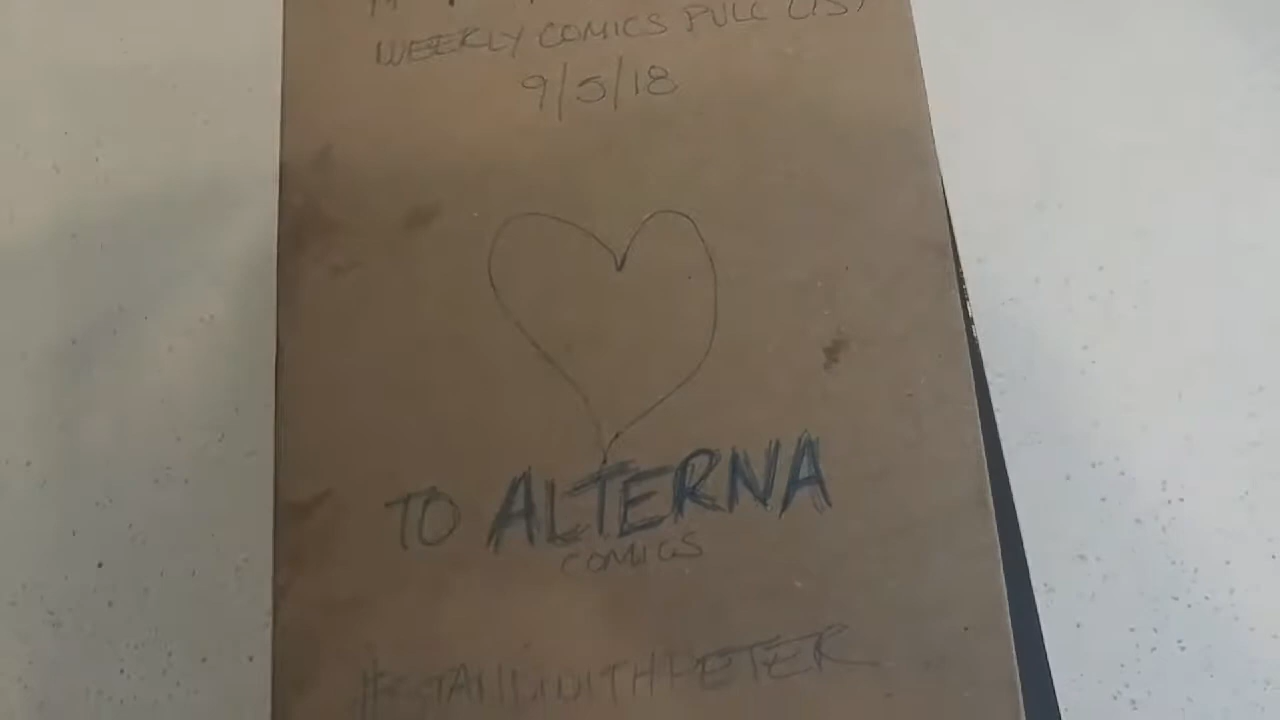 WEEKLY COMICS PULL LIST
9/5/18
TO ALTERNA
COMICS
#STANDWITHPETER